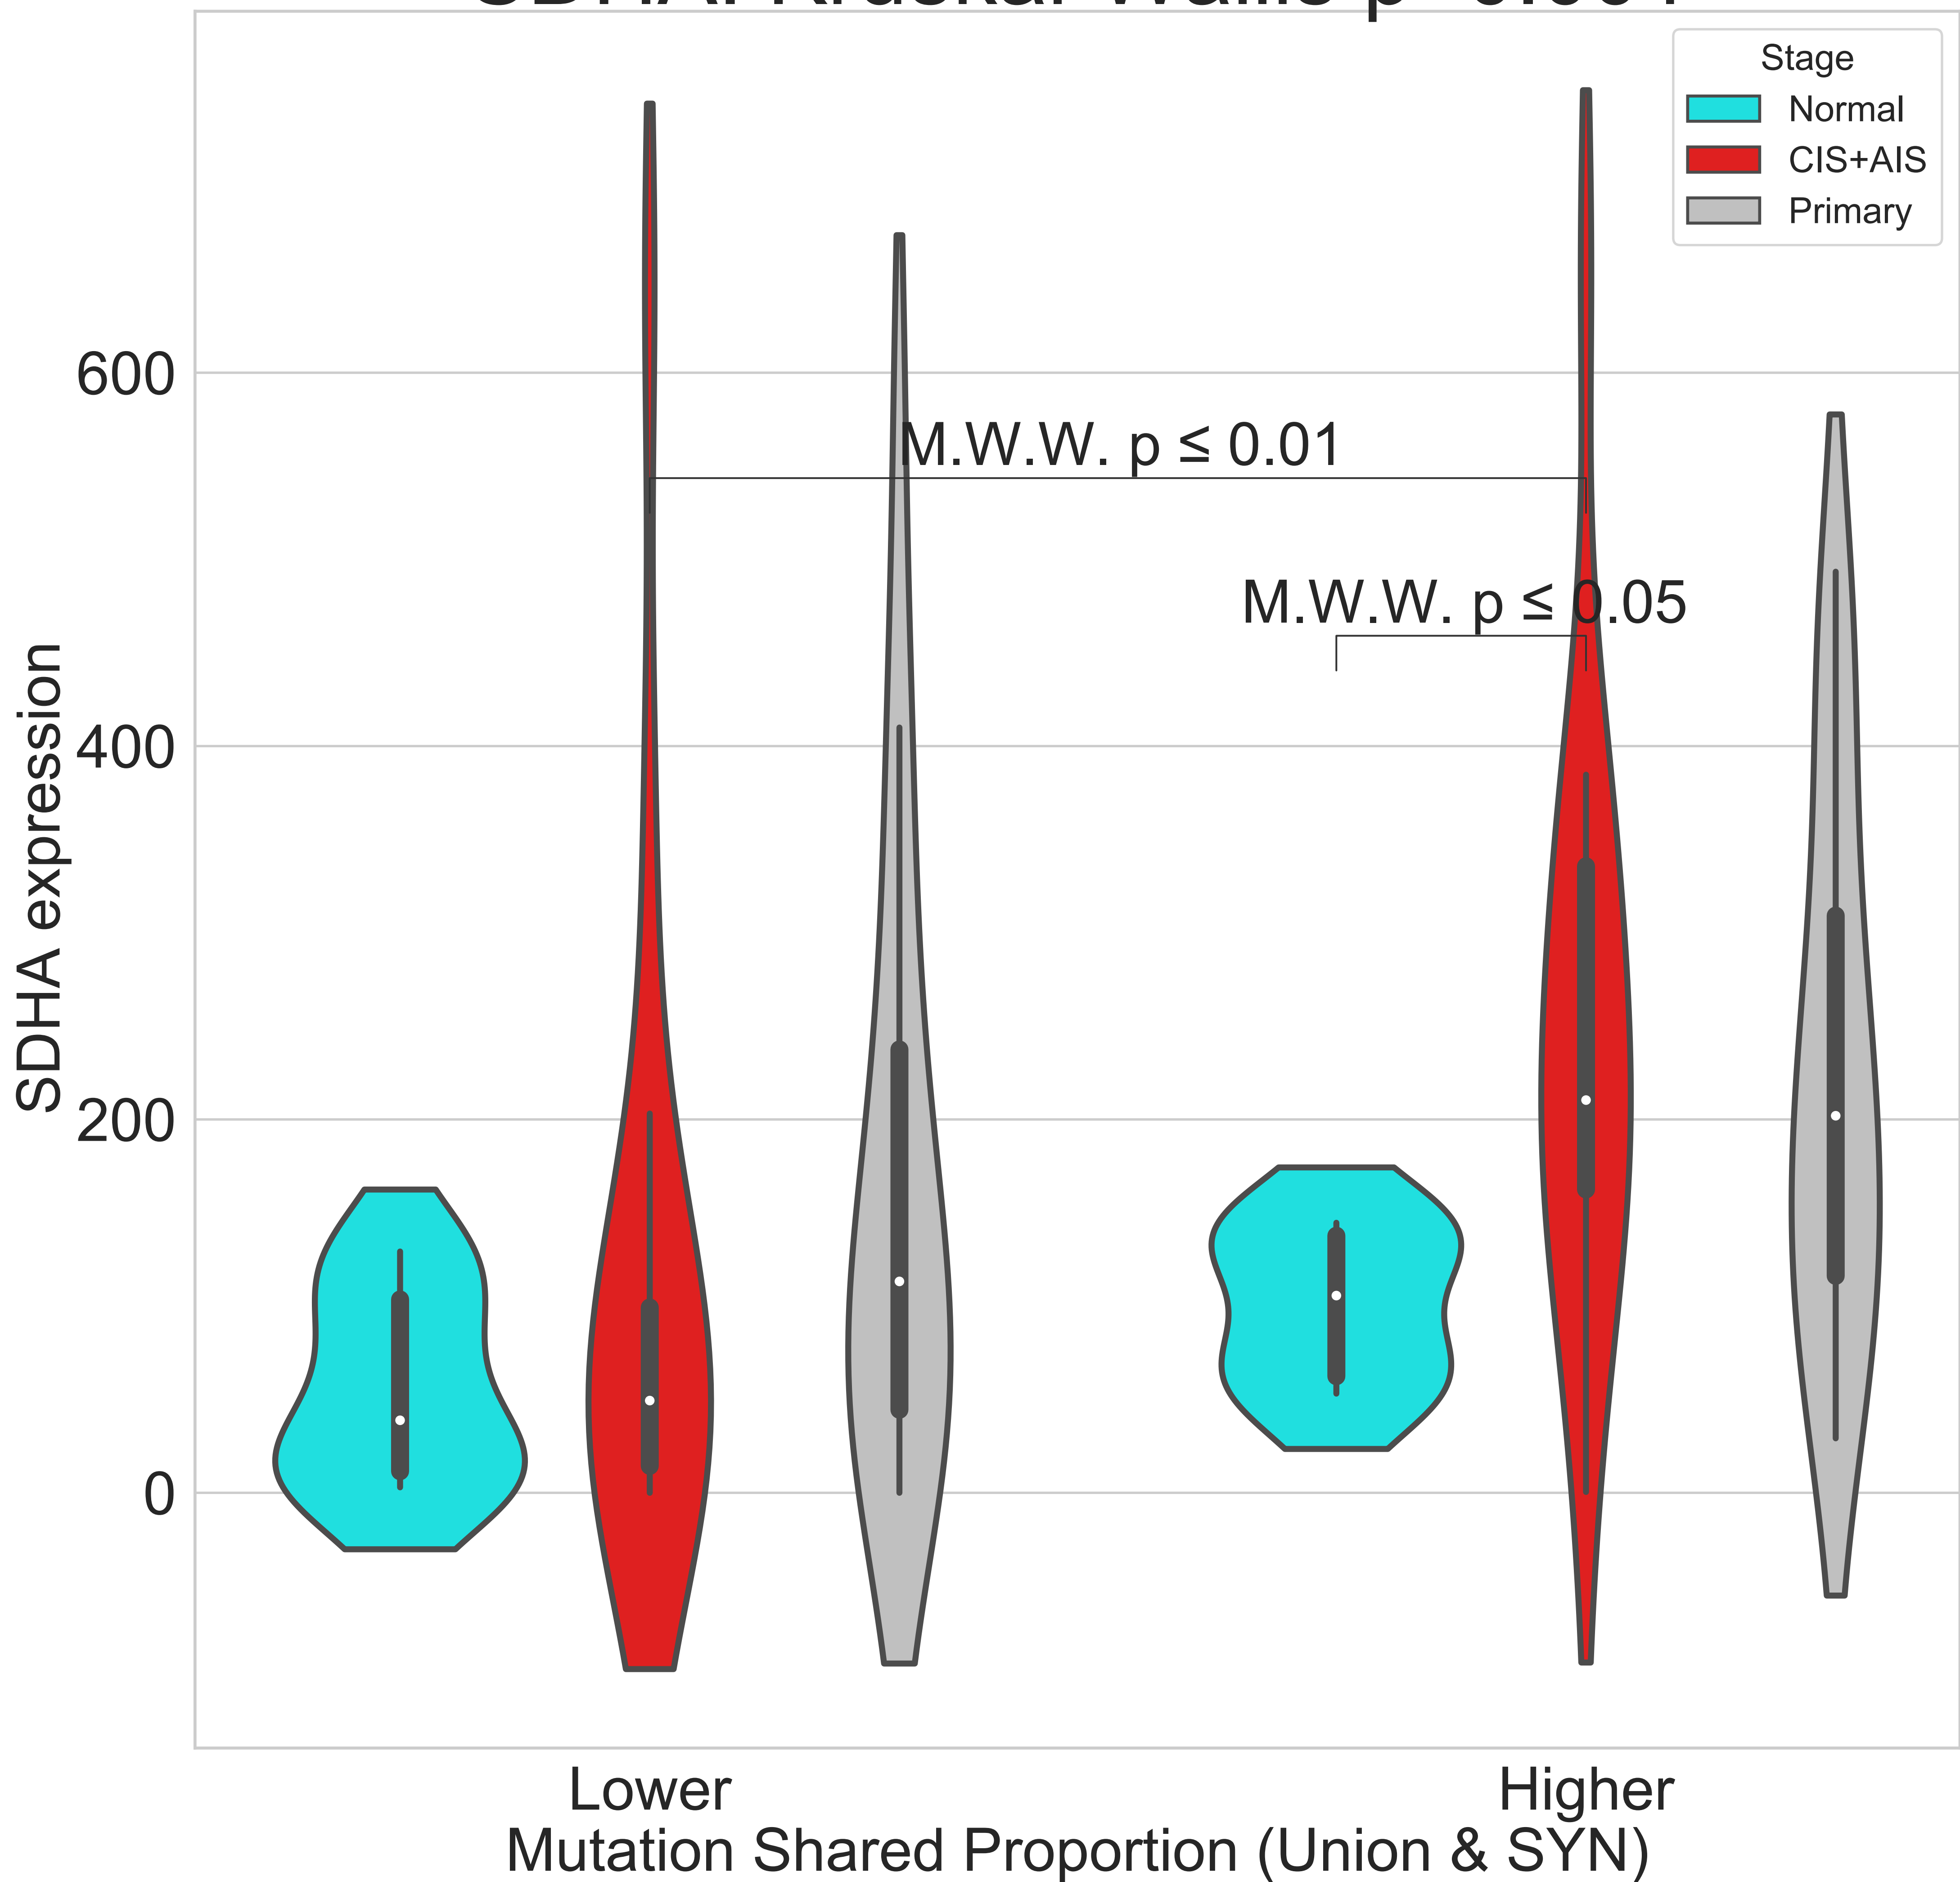 Stage
Normal
CIS+AIS
Primary
600
M.W.W. p ≤ 0.01
M.W.W. p ≤ 0.05
400
SDHA expression
200
0
Lower
Higher
Mutation Shared Proportion (Union & SYN)